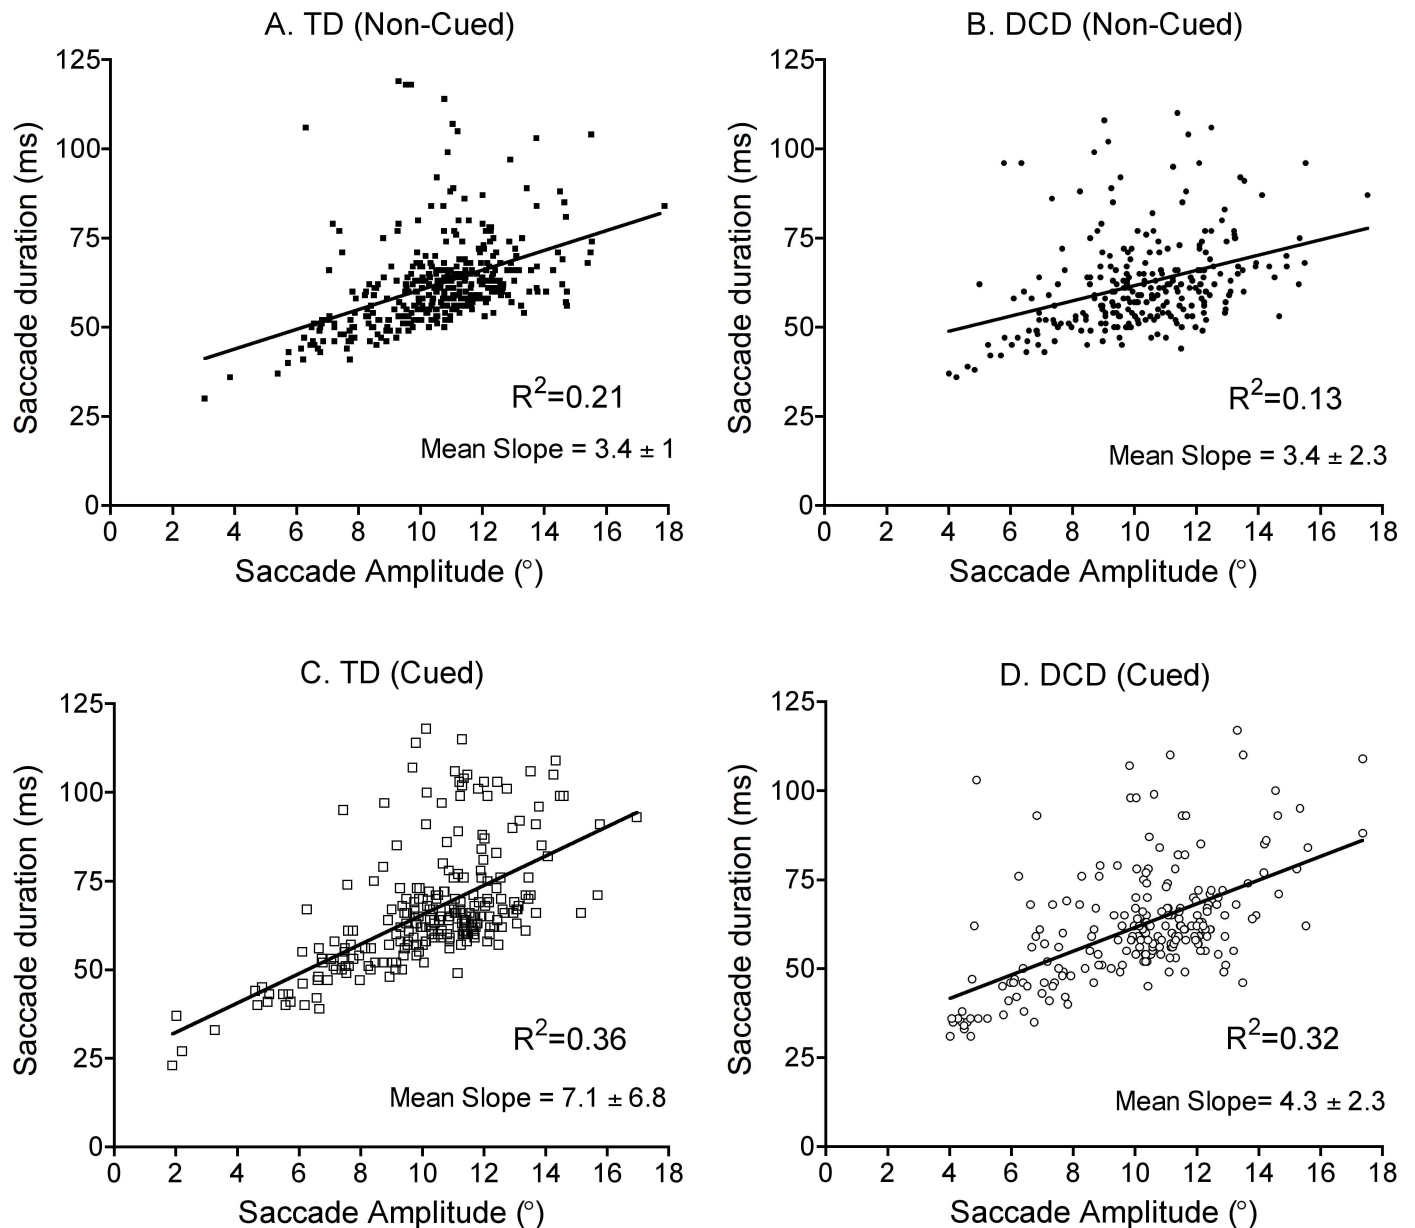 A. TD (Non-Cued)
125
100
75
50
25
0
Saccade duration (ms)
R²=0.21
Mean Slope = 3.4 ± 1
0 2 4 6 8 10 12 14 16 18
Saccade Amplitude (°)
B. DCD (Non-Cued)
125
100
75
50
25
0
Saccade duration (ms)
R²=0.13
Mean Slope = 3.4 ± 2.3
0 2 4 6 8 10 12 14 16 18
Saccade Amplitude (°)
C. TD (Cued)
125
100
75
50
25
0
Saccade duration (ms)
R²=0.36
Mean Slope = 7.1 ± 6.8
0 2 4 6 8 10 12 14 16 18
Saccade Amplitude (°)
D. DCD (Cued)
125
100
75
50
25
0
Saccade duration (ms)
R²=0.32
Mean Slope= 4.3 ± 2.3
0 2 4 6 8 10 12 14 16 18
Saccade Amplitude (°)